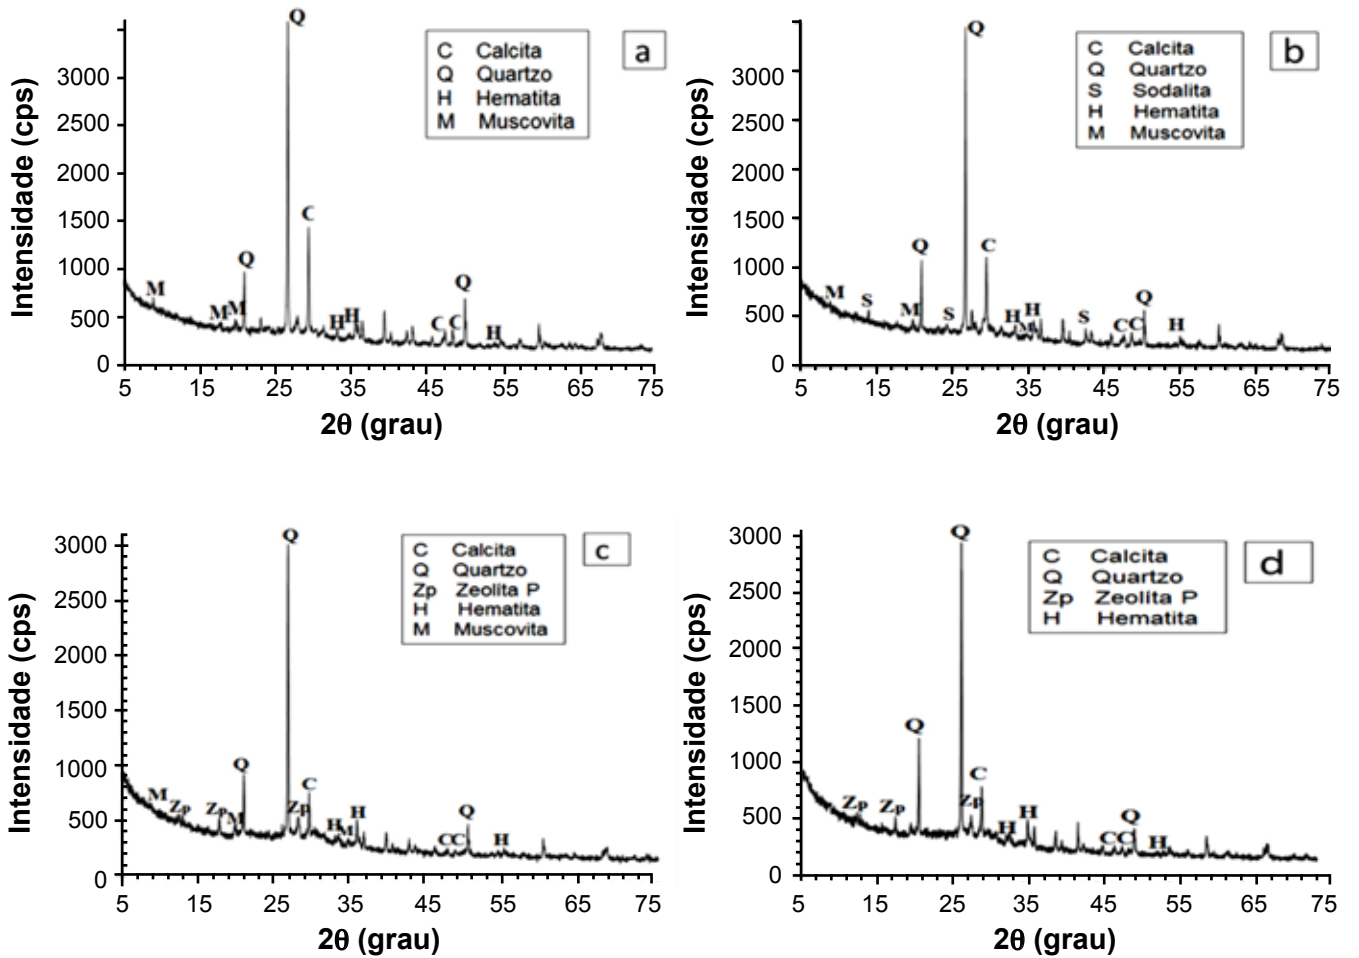 a
C Calcita
Q Quartzo
H Hematita
M Muscovita
Intensidade (cps)
3000
2500
2000
1500
1000
500
0
M
M
M
Q
Q
C
H
H
C
C
Q
H
5 15 25 35 45 55 65 75
2θ (grau)
b
C Calcita
Q Quartzo
S Sodalita
H Hematita
M Muscovita
Intensidade (cps)
3000
2500
2000
1500
1000
500
0
M
S
M
Q
S
Q
C
H
M
H
S
C
C
Q
H
5 15 25 35 45 55 65 75
2θ (grau)
c
C Calcita
Q Quartzo
Zp Zeolita P
H Hematita
M Muscovita
Intensidade (cps)
3000
2500
2000
1500
1000
500
0
M
Zp
Zp
M
Q
Q
Zp
C
H
M
H
C
C
Q
H
5 15 25 35 45 55 65 75
2θ (grau)
d
C Calcita
Q Quartzo
Zp Zeolita P
H Hematita
Intensidade (cps)
3000
2500
2000
1500
1000
500
0
Zp
Zp
Q
Q
Zp
C
H
H
C
C
Q
H
5 15 25 35 45 55 65 75
2θ (grau)